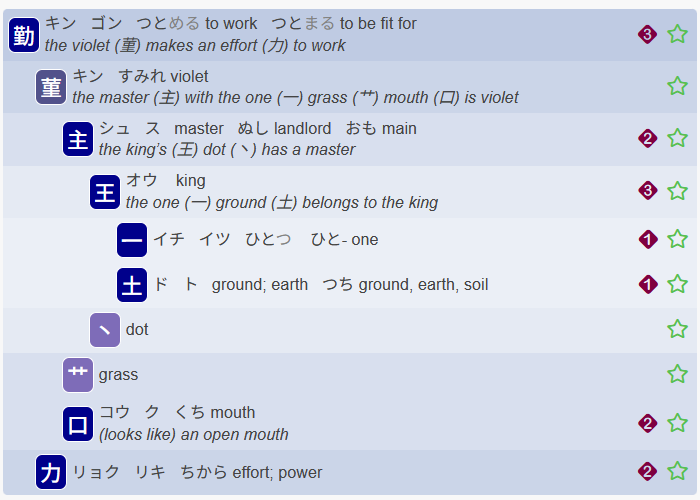 勤 キン ゴン つとめる to work つとまる to be fit for 3
the violet (菫) makes an effort (力) to work
菫 キン すみれ violet
the master (主) with the one (一) grass (艹) mouth (口) is violet
主 シュ ス master ぬし landlord おも main 2
the king's (王) dot (丶) has a master
王 オウ king 3
the one (一) ground (土) belongs to the king
一 イチ イツ ひとつ ひと- one 1
土 ド ト ground; earth つち ground, earth, soil 1
丶 dot
艹 grass
口 コウ ク くち mouth 2
(looks like) an open mouth
力 リョク リキ ちから effort; power 2